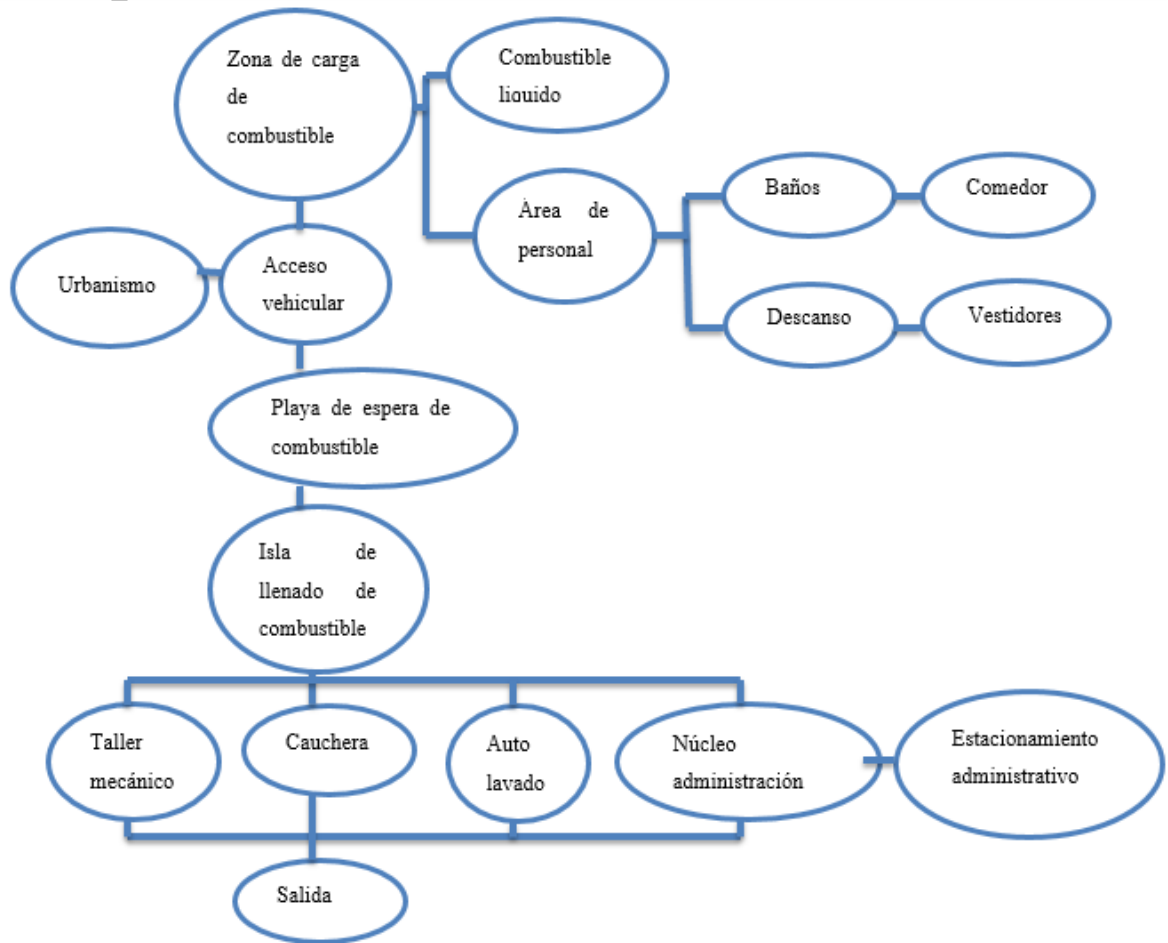 Zona de carga
de
combustible
Combustible
liquido
Área de
personal
Baños
Comedor
Descanso
Vestidores
Urbanismo
Acceso
vehicular
Playa de espera de
combustible
Isla de
llenado de
combustible
Taller
mecánico
Cauchera
Auto
lavado
Núcleo
administración
Estacionamiento
administrativo
Salida